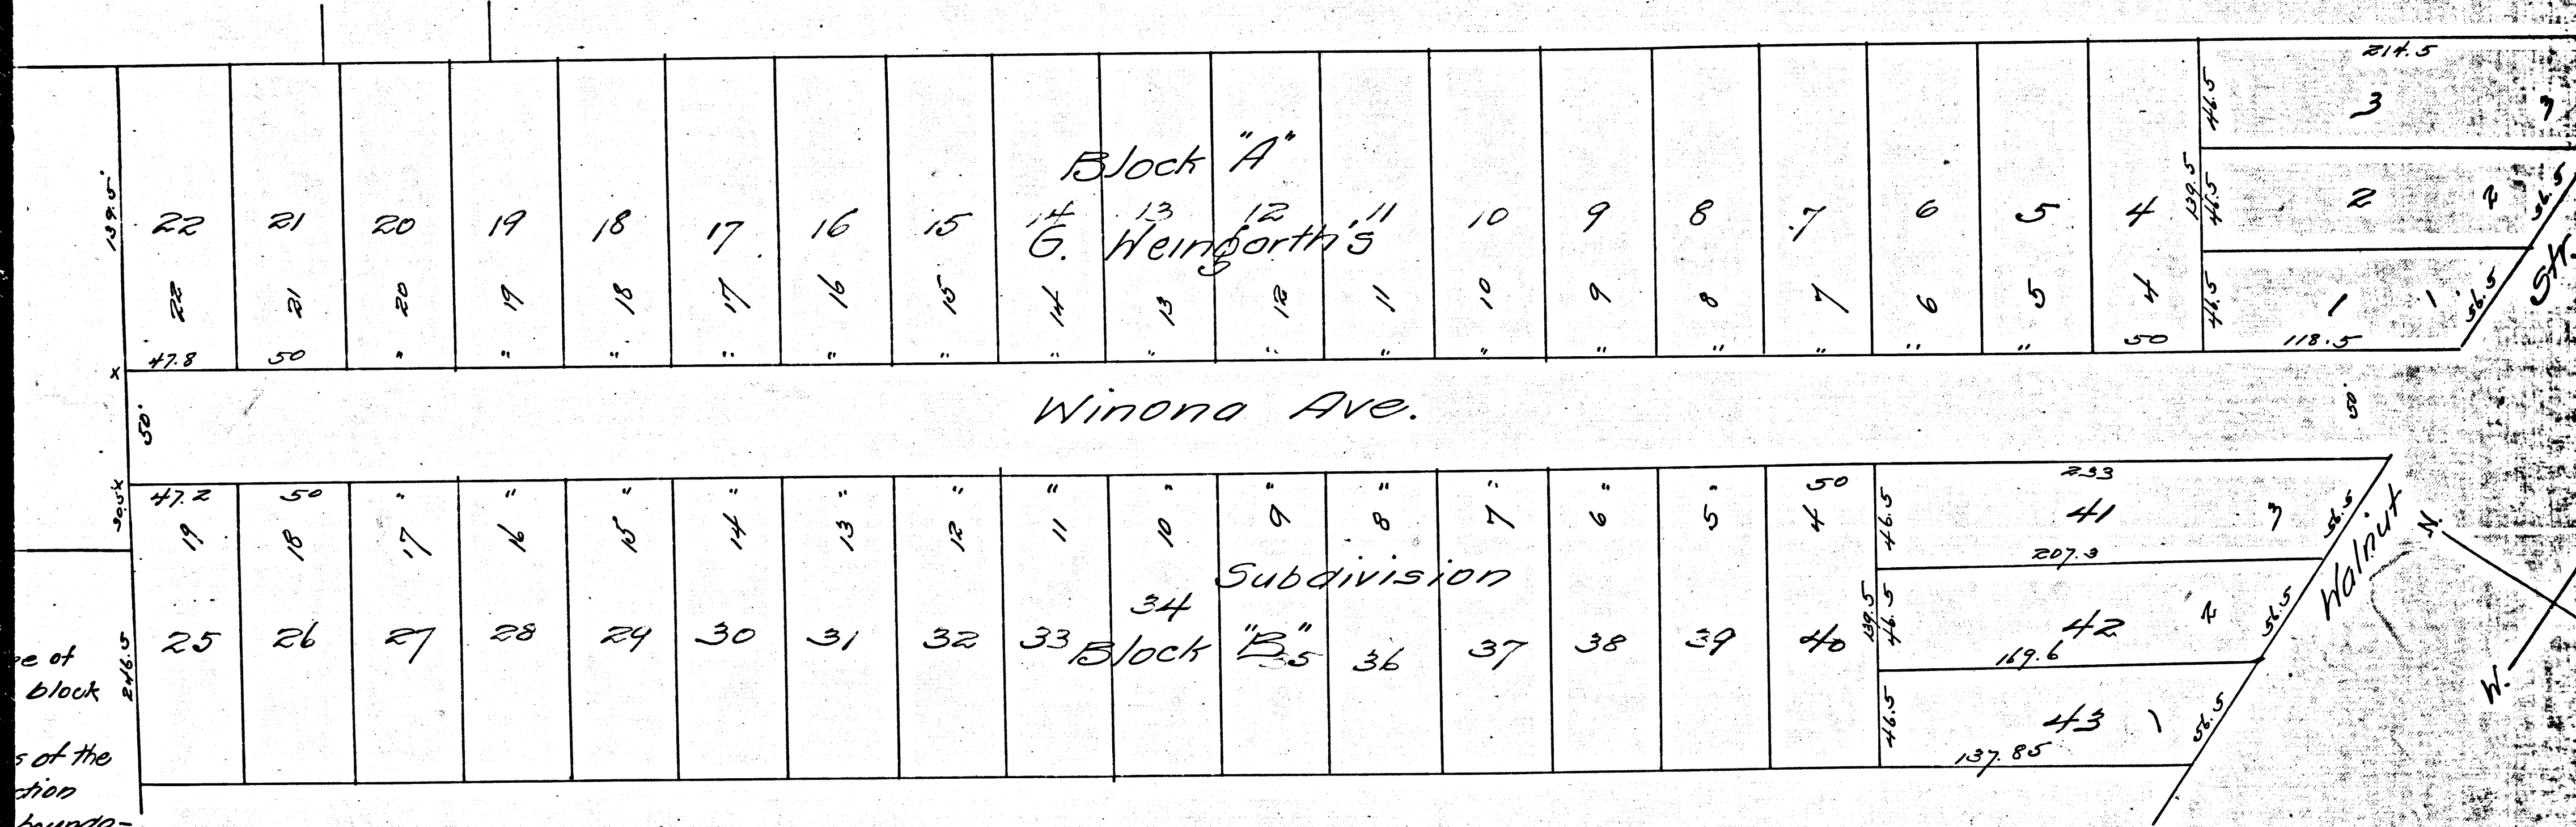 214.5
46.5 3 3
Block "A"
139.5' 22 21 20 19 18 17 16 15 14 13 12 11 10 9 8 7 6 5 4 139.5 46.5 2 2 56.5
G. Weingarth's
22 21 20 19 18 17 16 15 14 13 12 11 10 9 8 7 6 5 4 46.5 1 1 56.5 Str.
x 47.8 50 " " " " " " " " " " " " " " " " 50 118.5
50' Winona Ave. 50'
30.5 x 47.2 50 " " " " " " " " " " " " " 50 233
19 18 17 16 15 14 13 12 11 10 9 8 7 6 5 4 46.5 41 3 56.5 Walnut N.
207.3
Subdivision
34
246.5 25 26 27 28 29 30 31 32 33 35 36 37 38 39 40 139.5 46.5 42 2 56.5
Block "B"
169.6 W.
of
block
46.5 43 1 56.5
137.85
of the